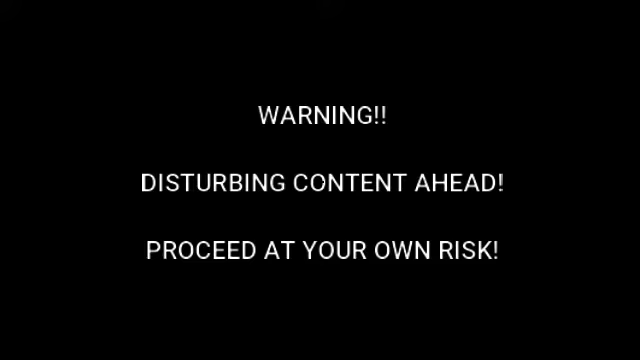 WARNING!!
DISTURBING CONTENT AHEAD!
PROCEED AT YOUR OWN RISK!